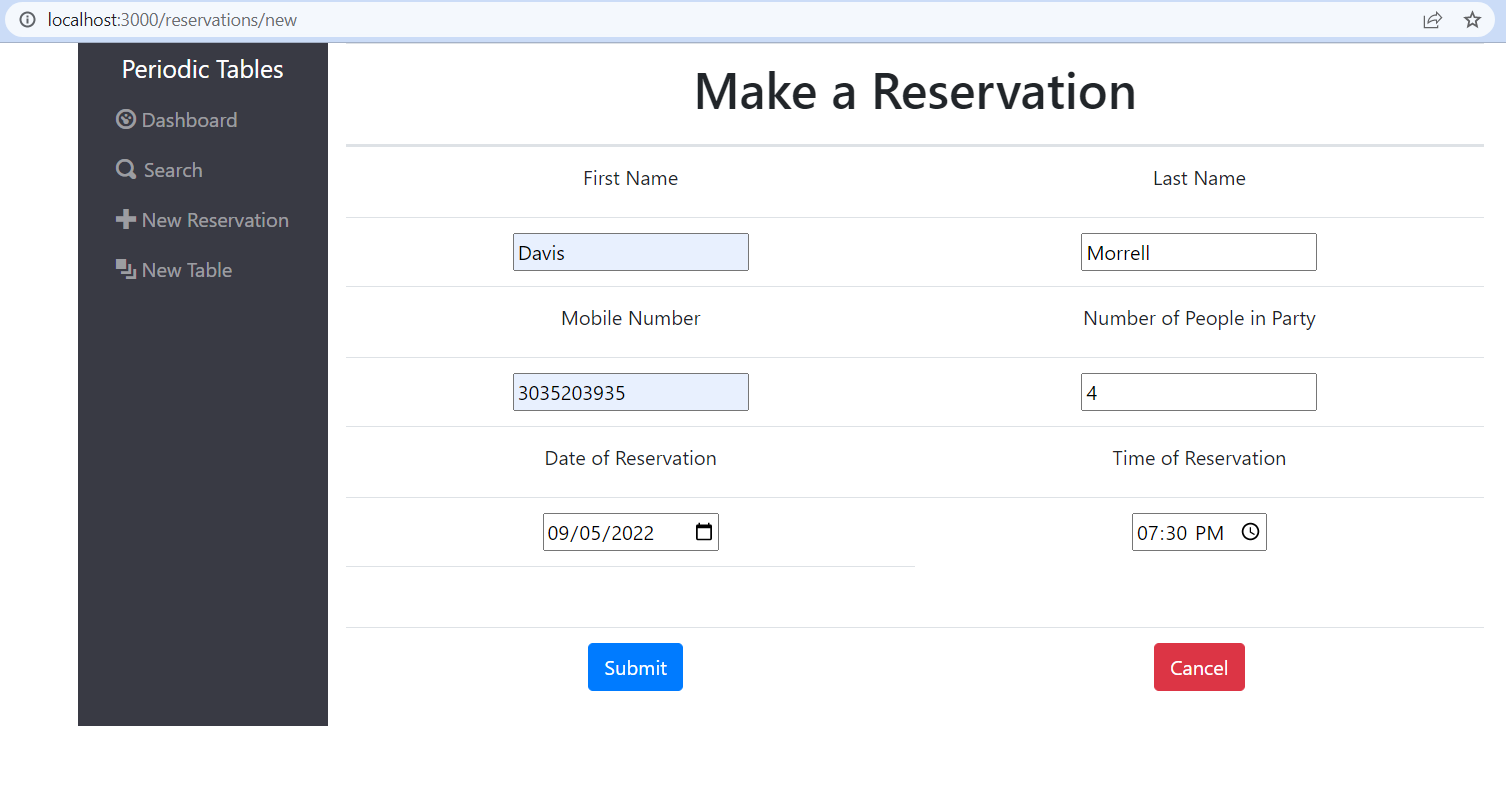 localhost:3000/reservations/new
Periodic Tables
Dashboard
Search
New Reservation
New Table
Make a Reservation
First Name Last Name
Davis Morrell
Mobile Number Number of People in Party
3035203935 4
Date of Reservation Time of Reservation
09/05/2022 07:30 PM
Submit Cancel